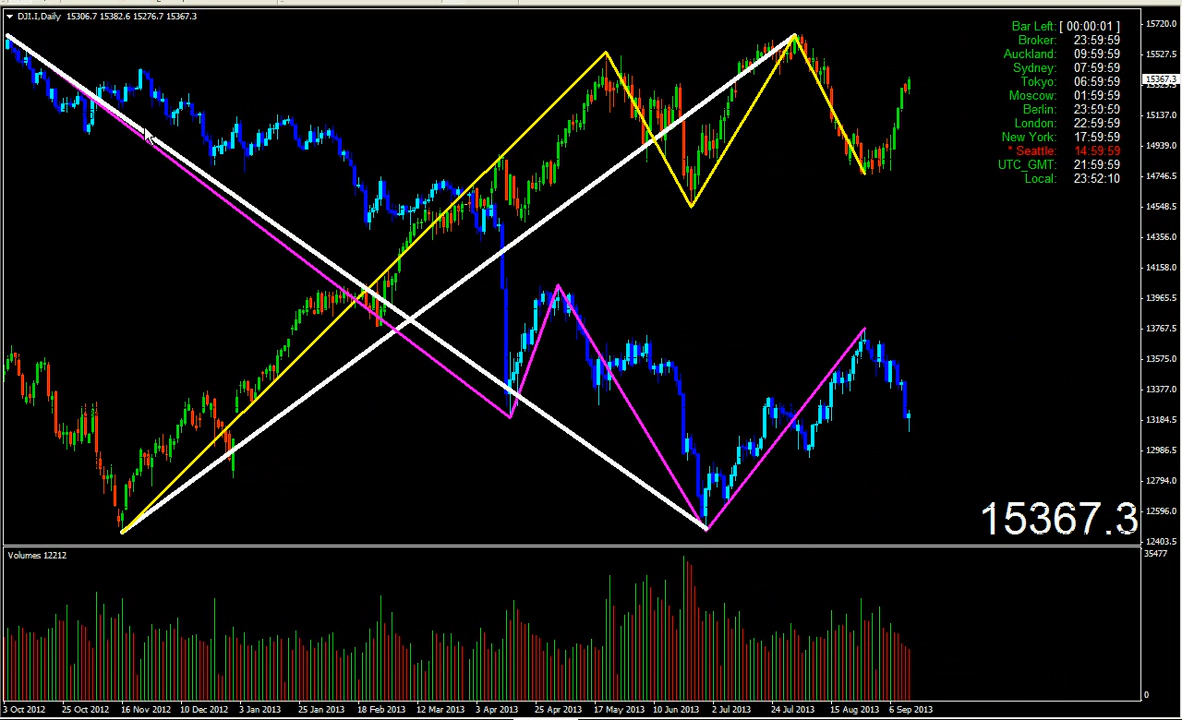 DJI.I,Daily 15306.7 15382.6 15276.7 15367.3
Bar Left: [ 00:00:01 ]
Broker: 23:59:59
Auckland: 09:59:59
Sydney: 07:59:59
Tokyo: 06:59:59
Moscow: 01:59:59
Berlin: 23:59:59
London: 22:59:59
New York: 17:59:59
* Seattle: 14:59:59
UTC_GMT: 21:59:59
Local: 23:52:10
15720.0
15527.5
15367.3
15137.0
14939.0
14746.5
14548.5
14356.0
14158.0
13965.5
13767.5
13575.0
13377.0
13184.5
12986.5
12794.0
12596.0
12403.5
15367.3
Volumes 12212
35477
0
3 Oct 2012 25 Oct 2012 16 Nov 2012 10 Dec 2012 3 Jan 2013 25 Jan 2013 18 Feb 2013 12 Mar 2013 3 Apr 2013 25 Apr 2013 17 May 2013 10 Jun 2013 2 Jul 2013 24 Jul 2013 15 Aug 2013 6 Sep 2013